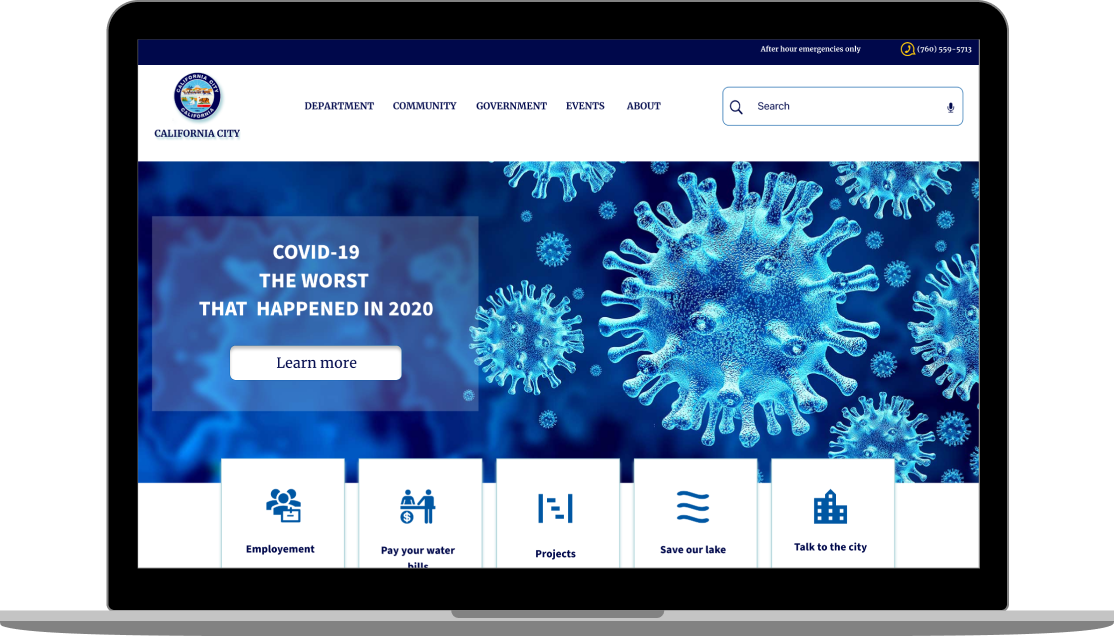 After hour emergencies only
(760) 559-5713
CALIFORNIA CITY
CALIFORNIA
CALIFORNIA CITY
DEPARTMENT COMMUNITY GOVERNMENT EVENTS ABOUT
Search
COVID-19
THE WORST
THAT HAPPENED IN 2020
Learn more
Employement
Pay your water
bills
Projects
Save our lake
Talk to the city